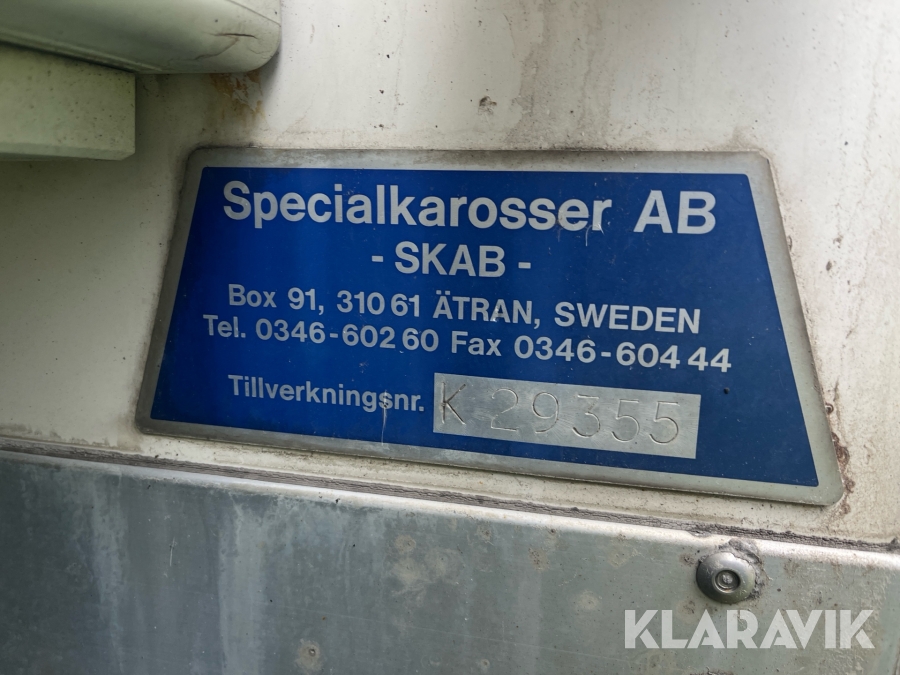 Specialkarosser AB
- SKAB -
Box 91, 310 61 ÄTRAN, SWEDEN
Tel. 0346-602 60 Fax 0346-604 44
Tillverkningsnr. K 29355
KLARAVIK